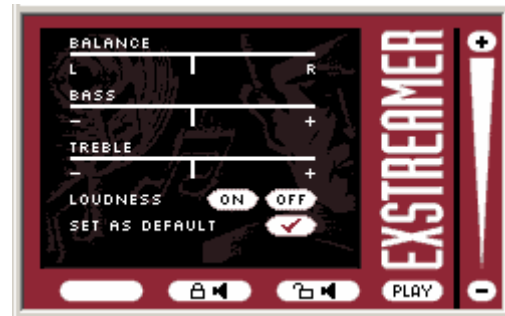 BALANCE
L R
BASS
- +
TREBLE
- +
LOUDNESS ON OFF
SET AS DEFAULT
EXSTREAMER
+
-
PLAY